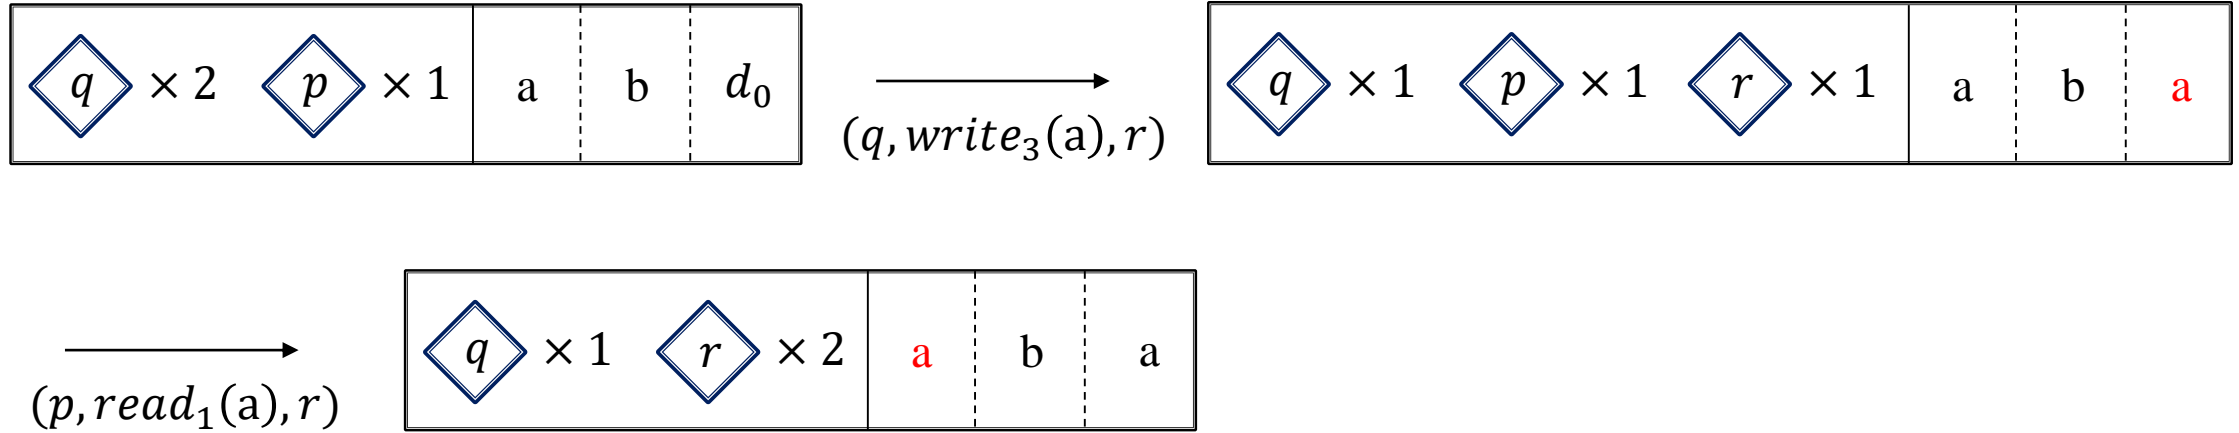 q × 2 p × 1 a b d₀ q × 1 p × 1 r × 1 a b a
(q, write₃(a), r)
q × 1 r × 2 a b a
(p, read₁(a), r)